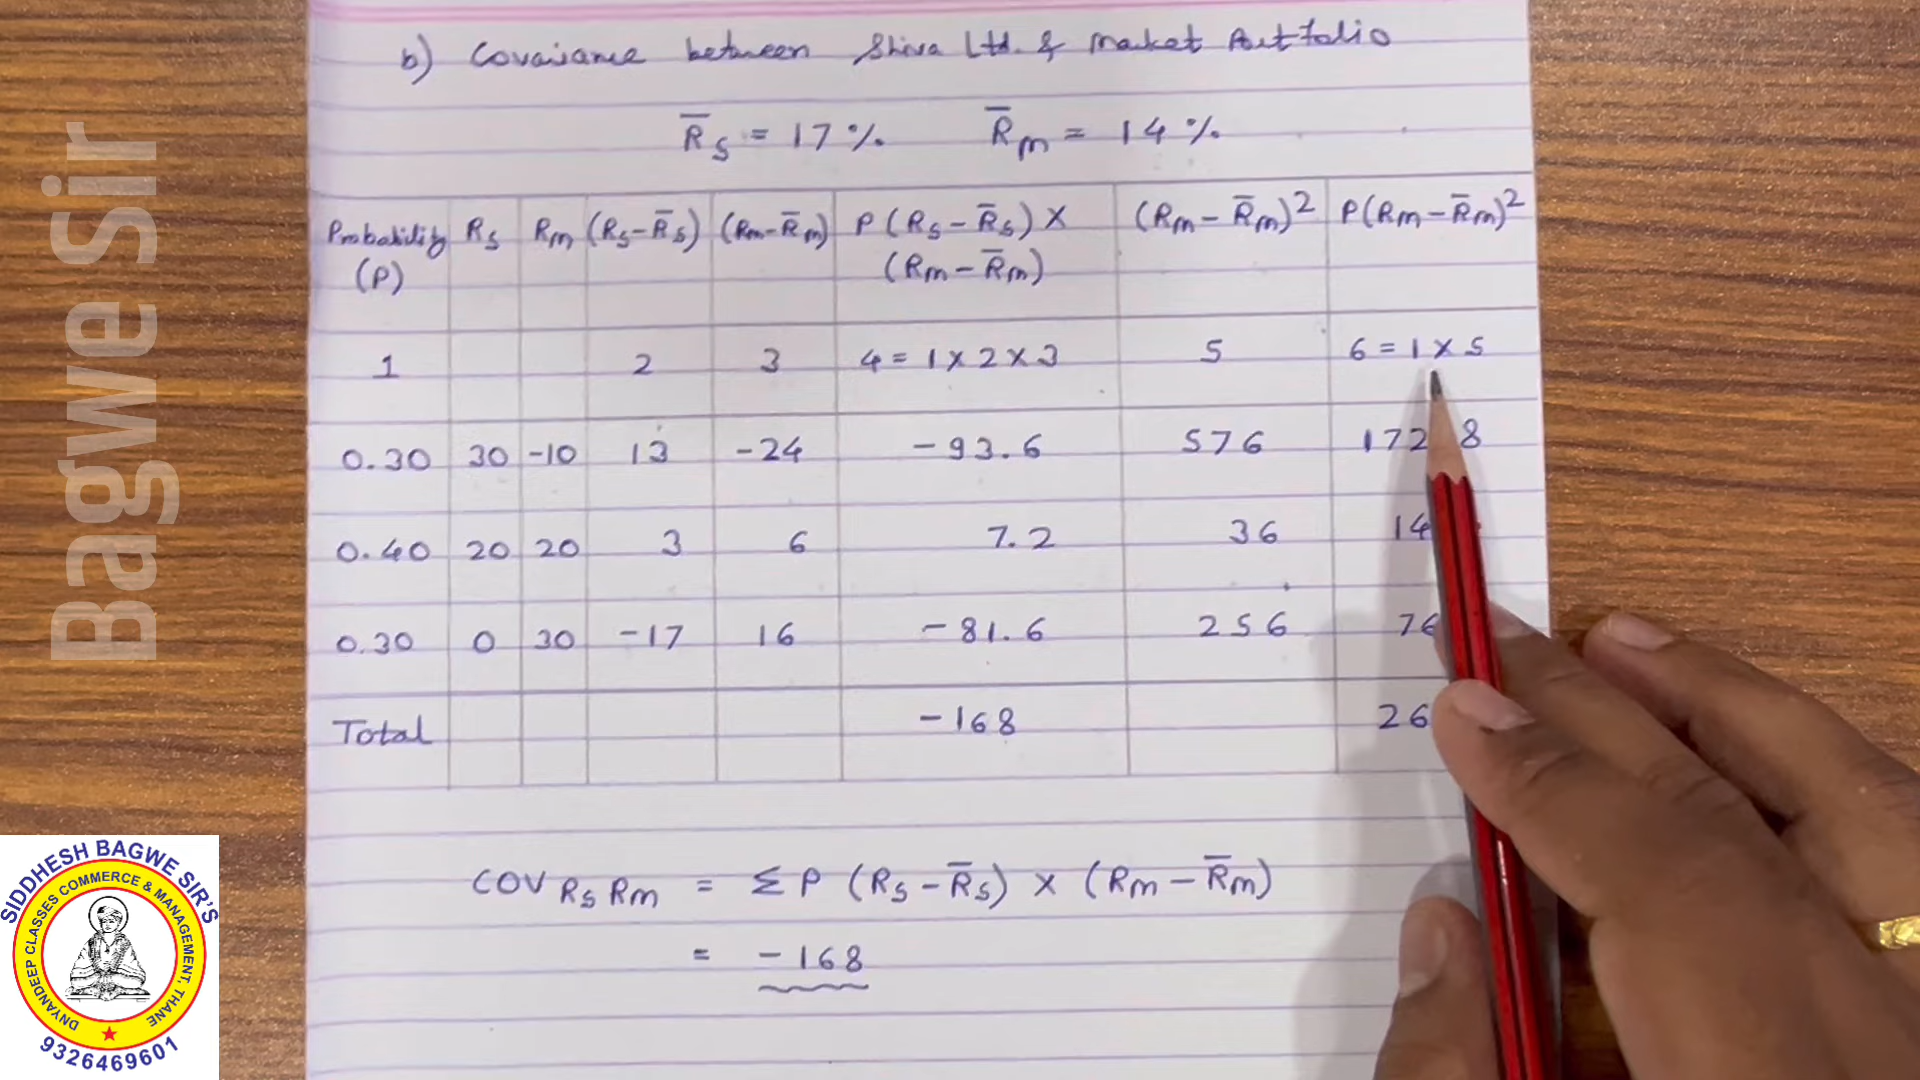 b) Covariance between Shiva Ltd. & Market Portfolio
R̅s = 17% R̅m = 14%
Probability (P) Rs Rm (Rs-R̅s) (Rm-R̅m) P(Rs-R̅s)× (Rm-R̅m) (Rm-R̅m)2 P(Rm-R̅m)2
1 2 3 4=1×2×3 5 6=1×5
0.30 30 -10 13 -24 -93.6 576 172 8
0.40 20 20 3 6 7.2 36 14
0.30 0 30 -17 16 -81.6 256 76
Total -168 26
COV Rs Rm = Σ P (Rs-R̅s) × (Rm-R̅m)
= -168
Bagwe Sir
SIDDHESH BAGWE SIR'S
DNYANDEEP CLASSES COMMERCE & MANAGEMENT, THANE
9326469601